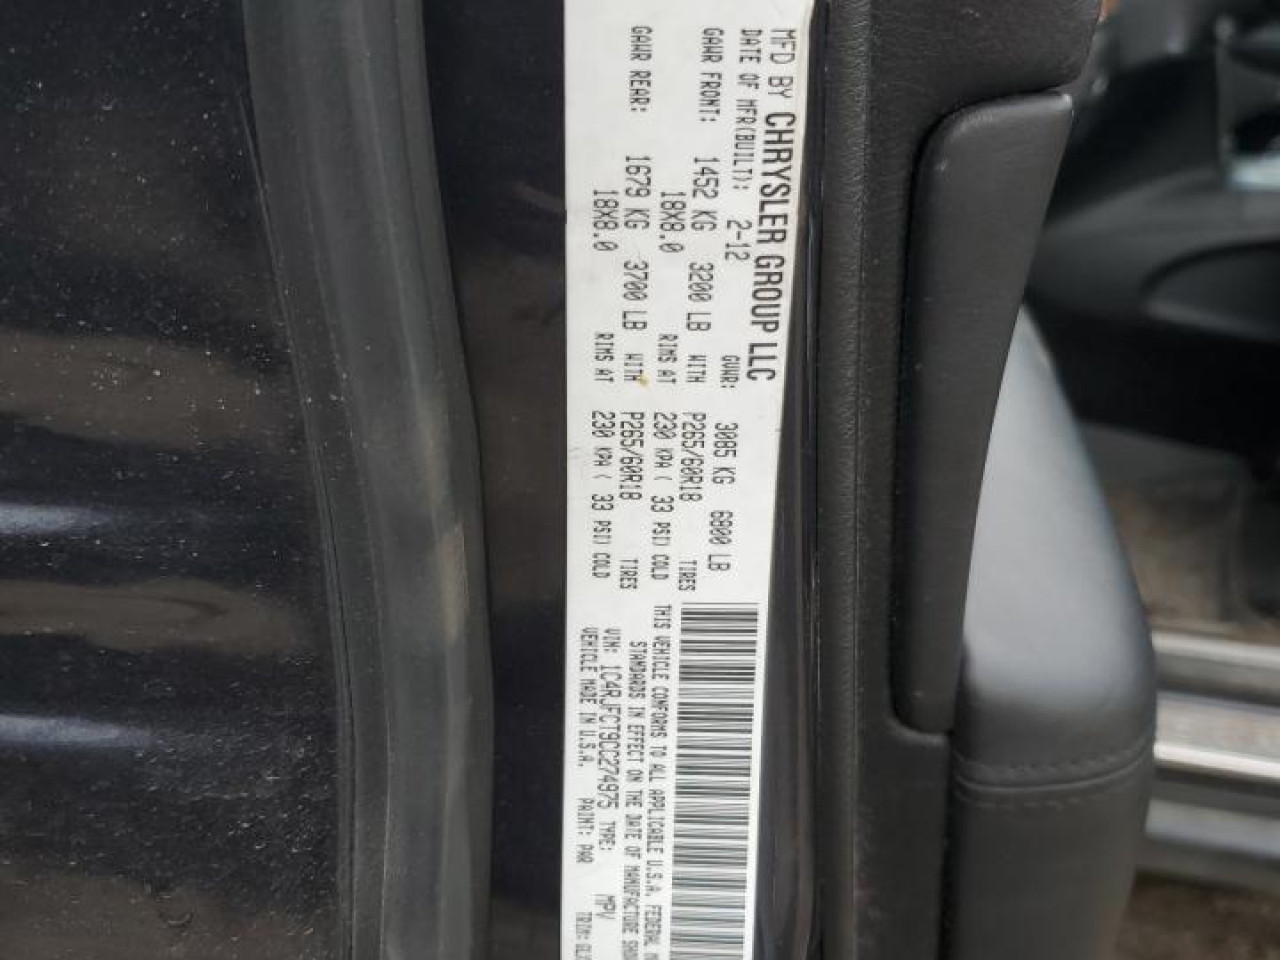 MFD BY CHRYSLER GROUP LLC
DATE OF MFR(BUILT): 2-12 GVWR: 3085 KG 6800 LB
GAWR FRONT: 1452 KG 3200 LB WITH P265/60R18 TIRES
18X8.0 RIMS AT 230 KPA ( 33 PSI) COLD
GAWR REAR: 1679 KG 3700 LB WITH P265/60R18 TIRES
18X8.0 RIMS AT 230 KPA ( 33 PSI) COLD
THIS VEHICLE CONFORMS TO ALL APPLICABLE U.S.A. FEDERAL
STANDARDS IN EFFECT ON THE DATE OF MANUFACTURE
VIN: 1C4RJFCT9CC274975 TYPE: MPV
VEHICLE MADE IN U.S.A. PAINT: PWR TRIM: